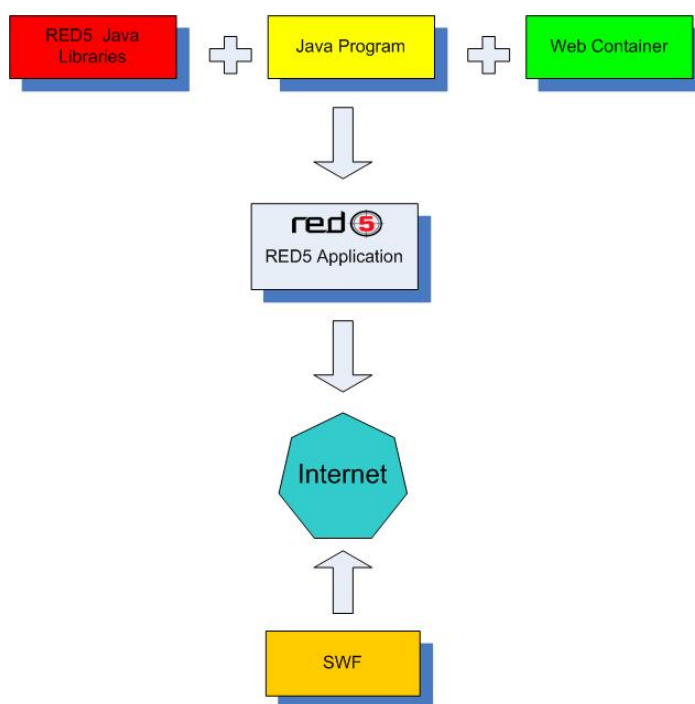 RED5 Java
Libraries
Java Program
Web Container
red5
RED5 Application
Internet
SWF